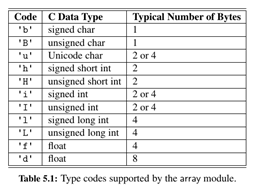 Code C Data Type Typical Number of Bytes
'b' signed char 1
'B' unsigned char 1
'u' Unicode char 2 or 4
'h' signed short int 2
'H' unsigned short int 2
'i' signed int 2 or 4
'I' unsigned int 2 or 4
'l' signed long int 4
'L' unsigned long int 4
'f' float 4
'd' float 8
Table 5.1: Type codes supported by the array module.